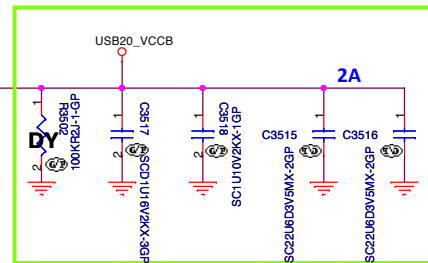 USB20_VCCB
2A
1
R3502
100KR2J-1-GP
DY
2
1
C3517
SCD1U16V2KX-3GP
2
1
C3518
SC1U10V2KX-1GP
2
1
C3515
SC22U6D3V5MX-2GP
2
1
C3516
SC22U6D3V5MX-2GP
2